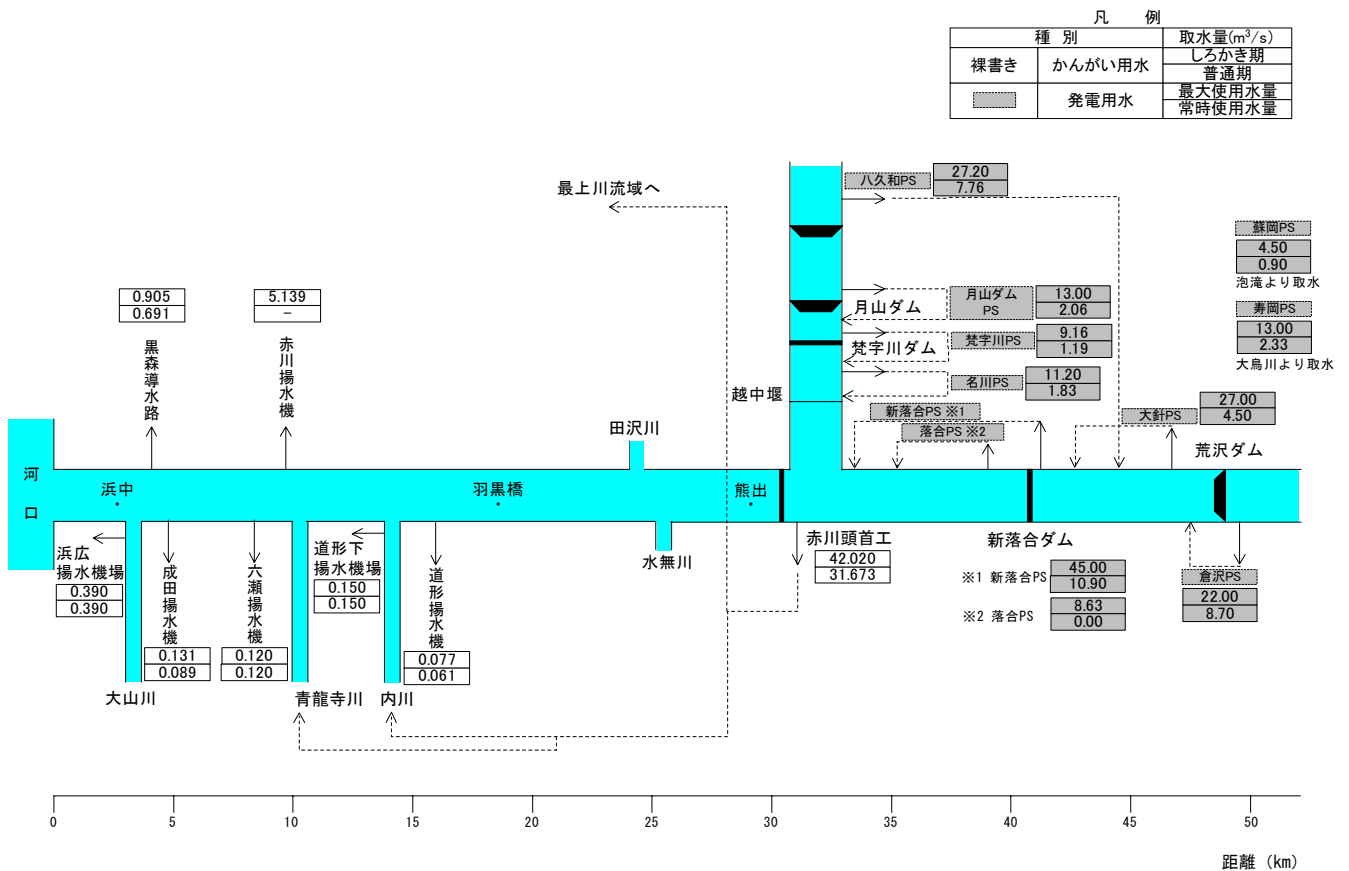 凡 例
種 別
取水量(m³/s)
裸書き
かんがい用水
しろかき期
普通期
発電用水
最大使用水量
常時使用水量
最上川流域へ
八久和PS
27.20
7.76
蘇岡PS
4.50
0.90
泡滝より取水
寿岡PS
13.00
2.33
大鳥川より取水
月山ダム
月山ダム
PS
13.00
2.06
梵字川ダム
梵字川PS
9.16
1.19
名川PS
11.20
1.83
越中堰
新落合PS ※1
落合PS ※2
大針PS
27.00
4.50
荒沢ダム
0.905
0.691
黒森導水路
5.139
-
赤川揚水機
田沢川
河口
浜中
羽黒橋
熊出
浜広
揚水機場
0.390
0.390
大山川
成田揚水機
0.131
0.089
六瀬揚水機
0.120
0.120
青龍寺川
道形下
揚水機場
0.150
0.150
内川
道形揚水機
0.077
0.061
水無川
赤川頭首工
42.020
31.673
新落合ダム
※1 新落合PS
45.00
10.90
※2 落合PS
8.63
0.00
倉沢PS
22.00
8.70
0 5 10 15 20 25 30 35 40 45 50
距離 (km)